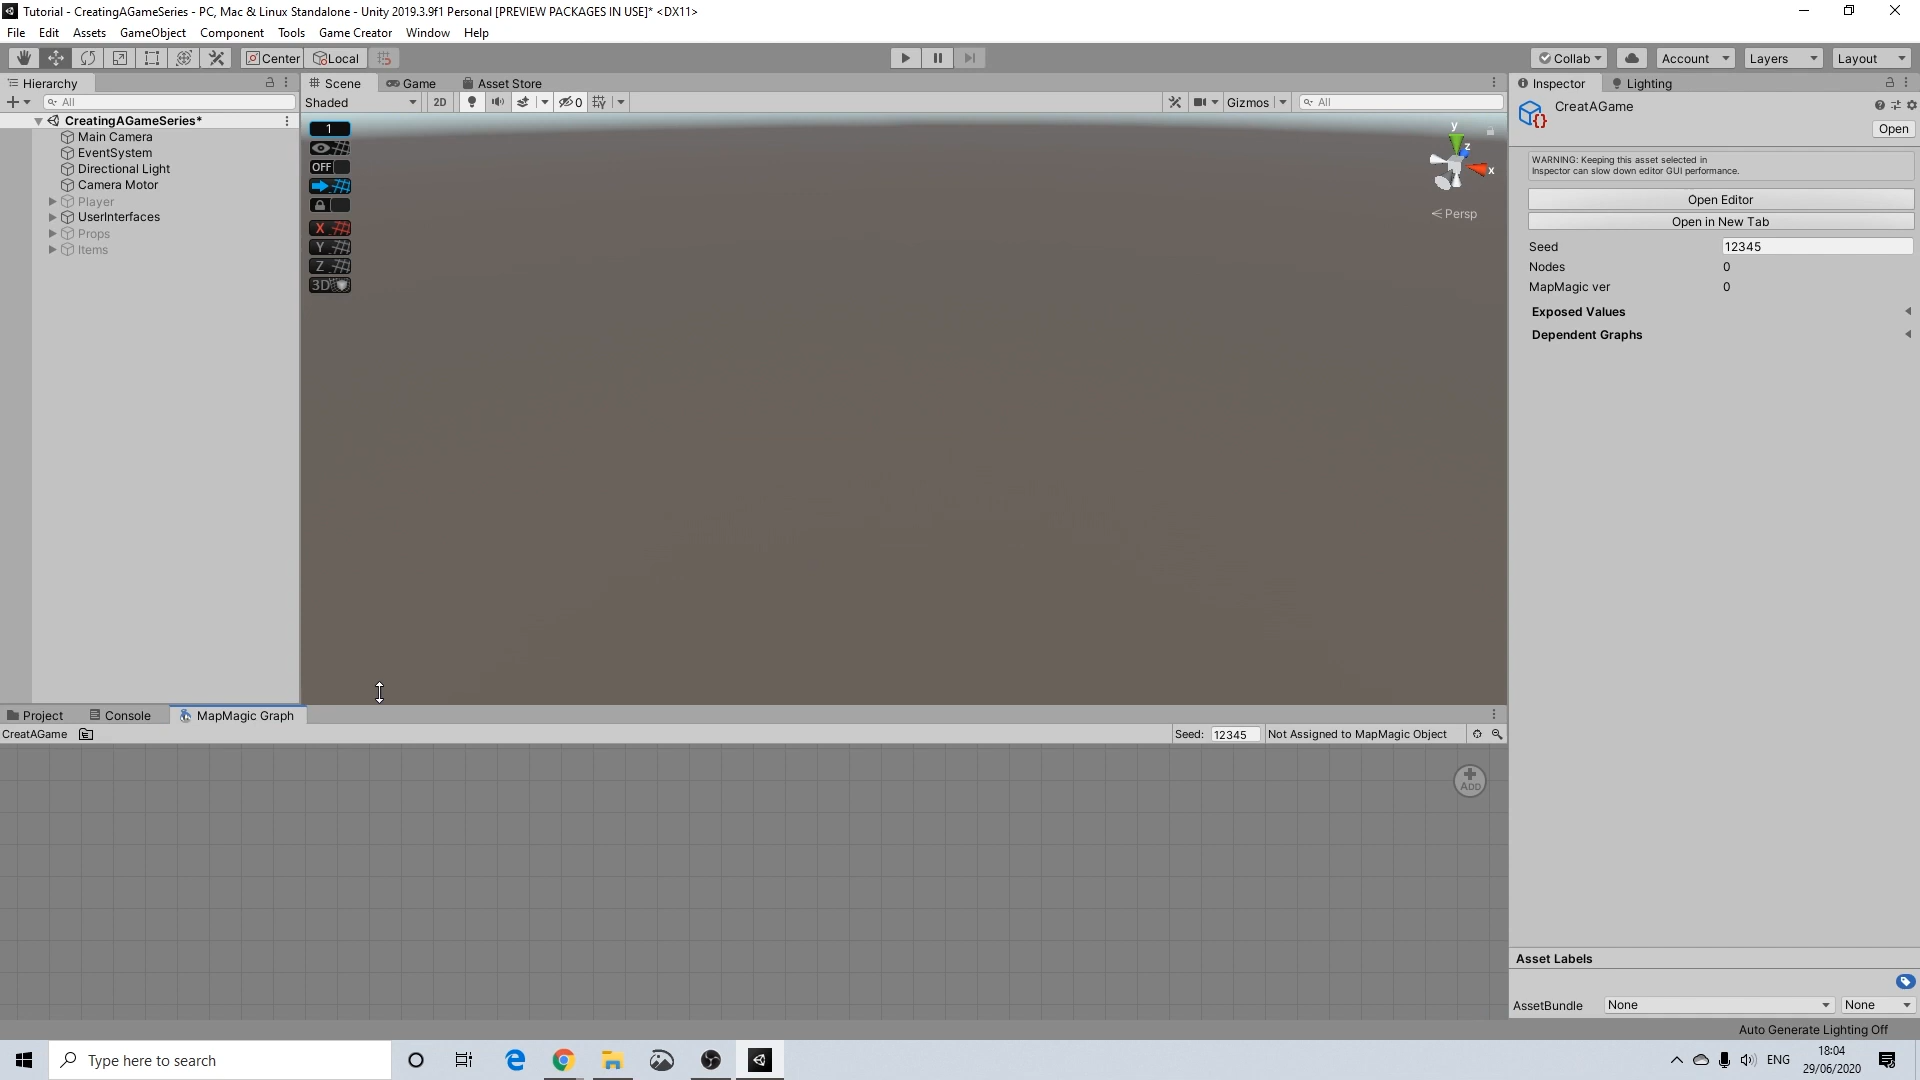 Tutorial - CreatingAGameSeries - PC, Mac & Linux Standalone - Unity 2019.3.9f1 Personal [PREVIEW PACKAGES IN USE]* <DX11>
File Edit Assets GameObject Component Tools Game Creator Window Help
Center Local Collab Account Layers Layout
Hierarchy Scene Game Asset Store Inspector Lighting
All Shaded 2D 0 Gizmos All
CreatAGame
Open
CreatingAGameSeries*
Main Camera
EventSystem
Directional Light
Camera Motor
Player
UserInterfaces
Props
Items
1
OFF
X
Y
Z
3D
y
z
x
Persp
WARNING: Keeping this asset selected in
Inspector can slow down editor GUI performance.
Open Editor
Open in New Tab
Seed 12345
Nodes 0
MapMagic ver 0
Exposed Values
Dependent Graphs
Project Console MapMagic Graph
CreatAGame Seed: 12345 Not Assigned to MapMagic Object
ADD
Asset Labels
AssetBundle None None
Auto Generate Lighting Off
Type here to search
ENG
18:04
29/06/2020